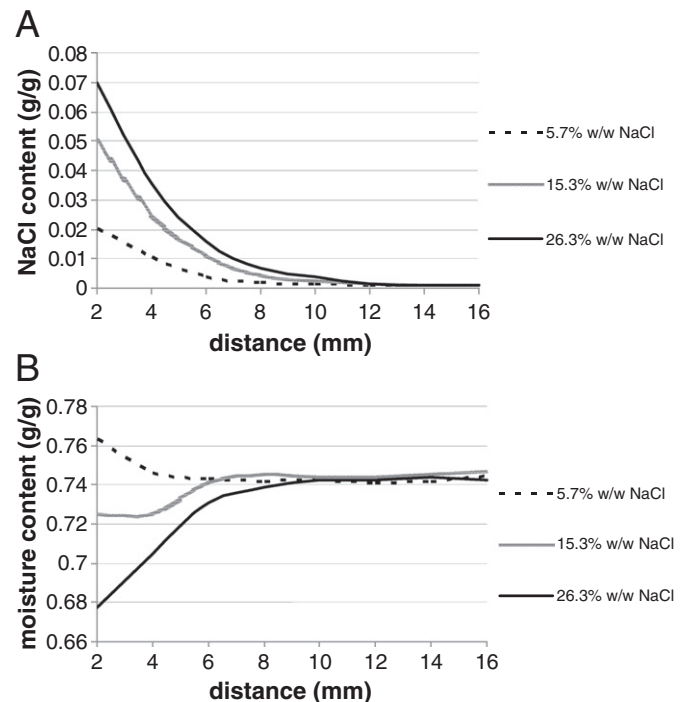 A
NaCl content (g/g)
0.08
0.07
0.06
0.05
0.04
0.03
0.02
0.01
0
2 4 6 8 10 12 14 16
distance (mm)
5.7% w/w NaCl
15.3% w/w NaCl
26.3% w/w NaCl
B
moisture content (g/g)
0.78
0.76
0.74
0.72
0.7
0.68
0.66
2 4 6 8 10 12 14 16
distance (mm)
5.7% w/w NaCl
15.3% w/w NaCl
26.3% w/w NaCl